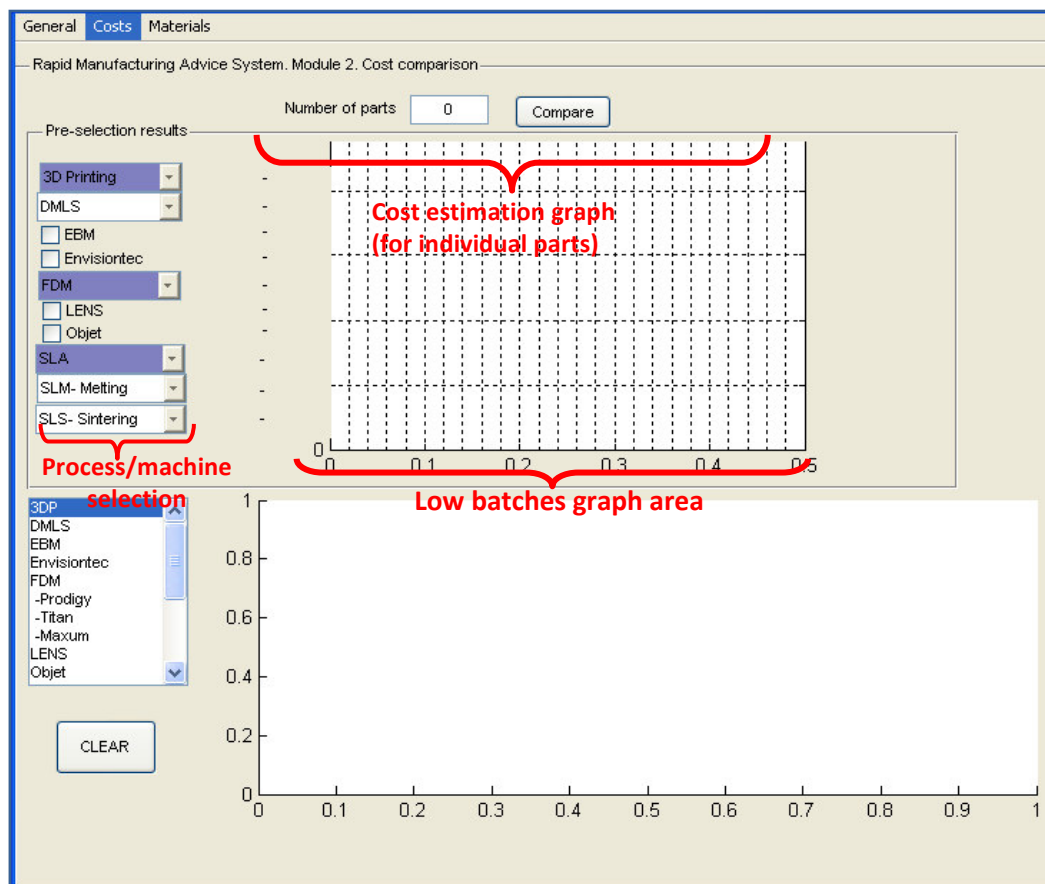 General Costs Materials
Rapid Manufacturing Advice System. Module 2. Cost comparison
Number of parts 0 Compare
Pre-selection results
3D Printing -
DMLS -
Cost estimation graph
(for individual parts)
EBM -
Envisiontec -
FDM -
LENS -
Objet -
SLA -
SLM- Melting -
SLS- Sintering -
0
0 0.1 0.2 0.3 0.4 0.5
Process/machine
selection
Low batches graph area
3DP
DMLS
EBM
Envisiontec
FDM
-Prodigy
-Titan
-Maxum
LENS
Objet
CLEAR
1
0.8
0.6
0.4
0.2
0
0 0.1 0.2 0.3 0.4 0.5 0.6 0.7 0.8 0.9 1